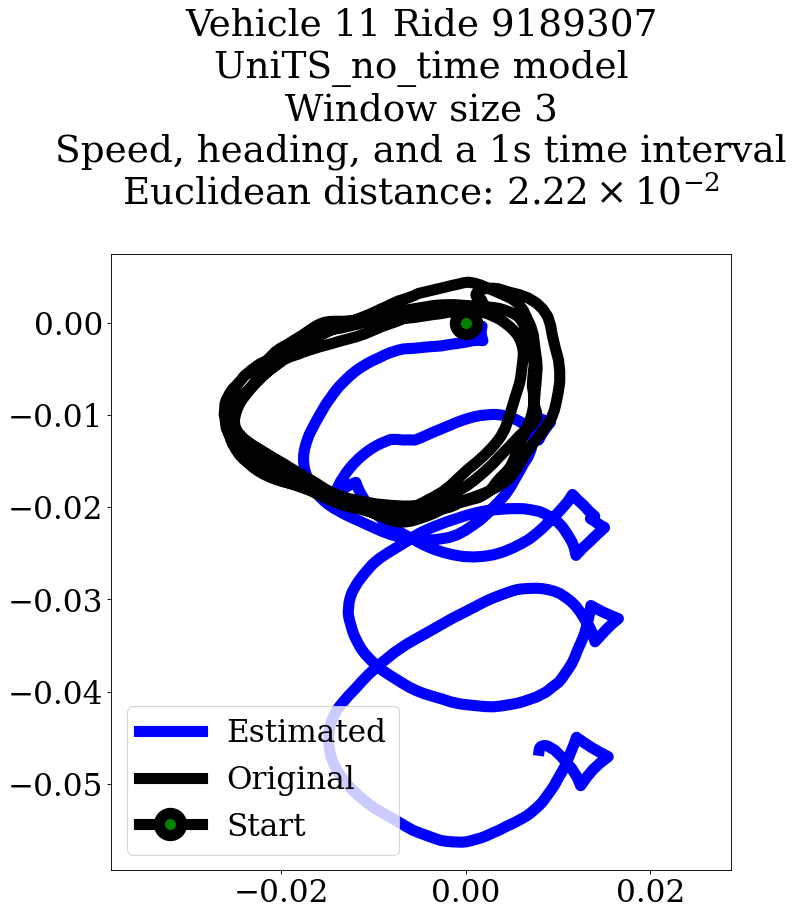 Vehicle 11 Ride 9189307
UniTS_no_time model
Window size 3
Speed, heading, and a 1s time interval
Euclidean distance: 2.22 × 10⁻²
0.00
−0.01
−0.02
−0.03
−0.04
−0.05
Estimated
Original
Start
−0.02
0.00
0.02